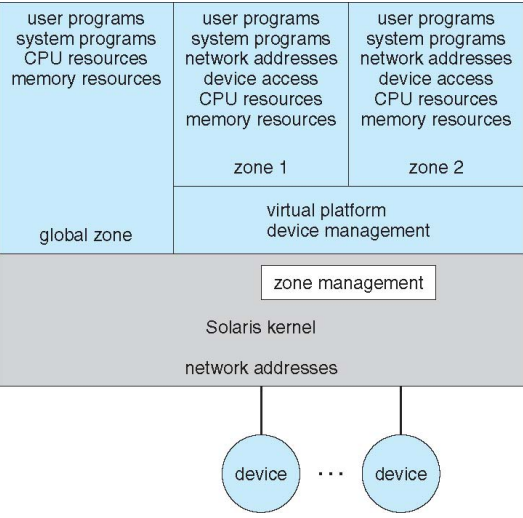 user programs
system programs
CPU resources
memory resources
global zone
user programs
system programs
network addresses
device access
CPU resources
memory resources
zone 1
user programs
system programs
network addresses
device access
CPU resources
memory resources
zone 2
virtual platform
device management
zone management
Solaris kernel
network addresses
device
...
device